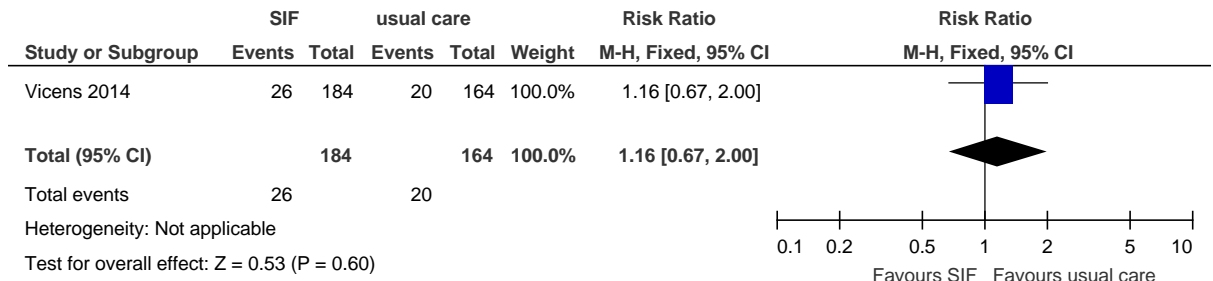 SIF usual care Risk Ratio Risk Ratio
Study or Subgroup Events Total Events Total Weight M-H, Fixed, 95% CI M-H, Fixed, 95% CI
Vicens 2014 26 184 20 164 100.0% 1.16 [0.67, 2.00]
Total (95% CI) 184 164 100.0% 1.16 [0.67, 2.00]
Total events 26 20
Heterogeneity: Not applicable
Test for overall effect: Z = 0.53 (P = 0.60)
0.1 0.2 0.5 1 2 5 10
Favours SIF Favours usual care